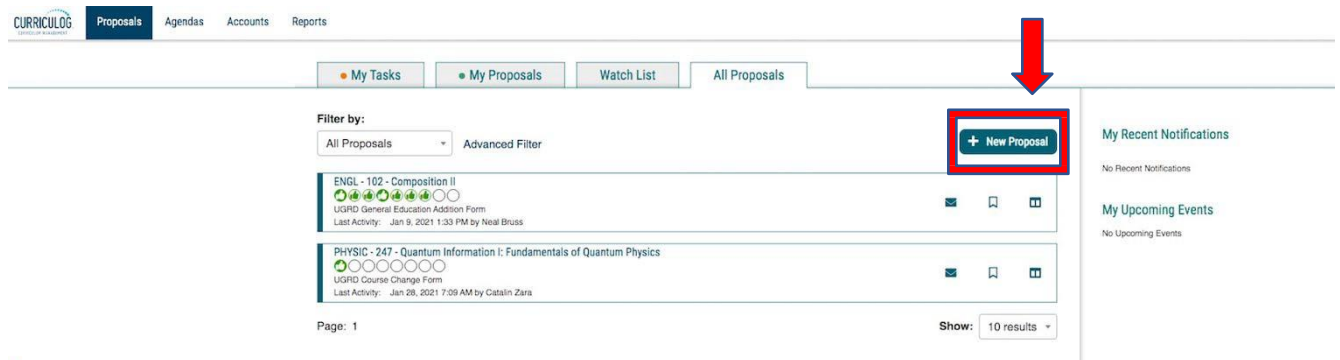 CURRICULOG
CURRICULUM MANAGEMENT
Proposals Agendas Accounts Reports
My Tasks My Proposals Watch List All Proposals
Filter by:
All Proposals Advanced Filter
+ New Proposal
ENGL - 102 - Composition II
UGRD General Education Addition Form
Last Activity: Jan 9, 2021 1:33 PM by Neal Bruss
PHYSIC - 247 - Quantum Information I: Fundamentals of Quantum Physics
UGRD Course Change Form
Last Activity: Jan 28, 2021 7:09 AM by Catalin Zara
Page: 1
Show: 10 results
My Recent Notifications
No Recent Notifications
My Upcoming Events
No Upcoming Events